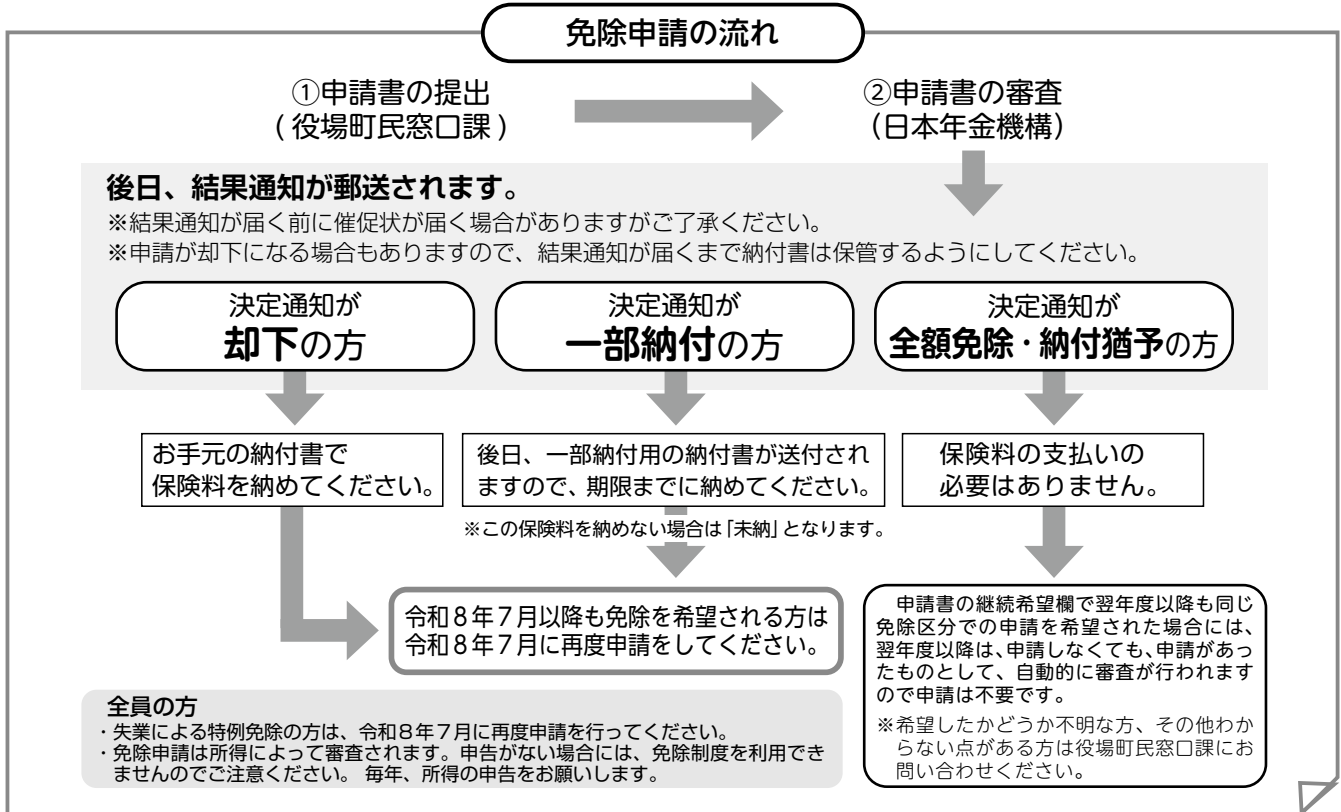 免除申請の流れ
①申請書の提出
(役場町民窓口課)
②申請書の審査
(日本年金機構)
後日、結果通知が郵送されます。
※結果通知が届く前に催促状が届く場合がありますがご了承ください。
※申請が却下になる場合もありますので、結果通知が届くまで納付書は保管するようにしてください。
決定通知が
却下の方
決定通知が
一部納付の方
決定通知が
全額免除・納付猶予の方
お手元の納付書で
保険料を納めてください。
後日、一部納付用の納付書が送付され
ますので、期限までに納めてください。
※この保険料を納めない場合は「未納」となります。
保険料の支払いの
必要はありません。
令和8年7月以降も免除を希望される方は
令和8年7月に再度申請をしてください。
申請書の継続希望欄で翌年度以降も同じ
免除区分での申請を希望された場合には、
翌年度以降は、申請しなくても、申請があっ
たものとして、自動的に審査が行われます
ので申請は不要です。
※希望したかどうか不明な方、その他わか
らない点がある方は役場町民窓口課にお
問い合わせください。
全員の方
・失業による特例免除の方は、令和8年7月に再度申請を行ってください。
・免除申請は所得によって審査されます。申告がない場合には、免除制度を利用でき
ませんのでご注意ください。 毎年、所得の申告をお願いします。